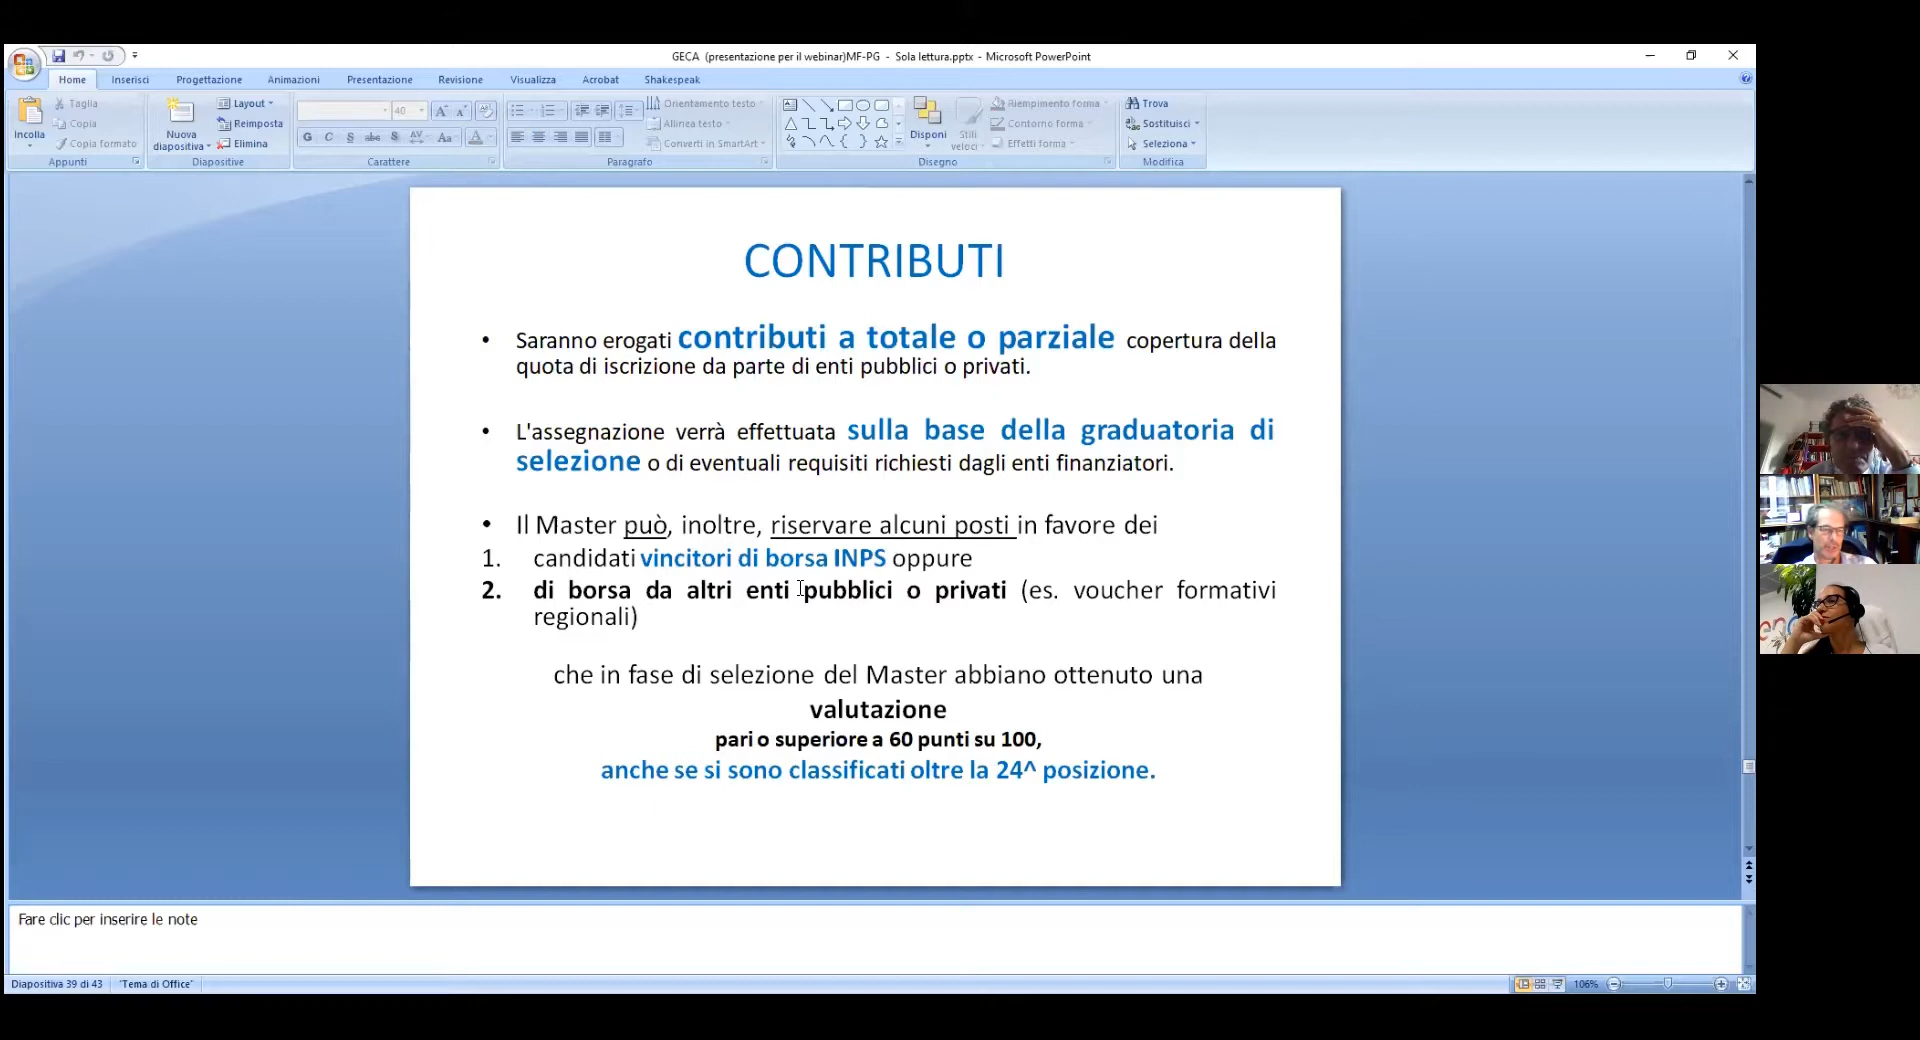 GECA (presentazione per il webinar)MF-PG - Sola lettura.pptx - Microsoft PowerPoint
Home Inserisci Progettazione Animazioni Presentazione Revisione Visualizza Acrobat Shakespeak
Incolla
Taglia
Copia
Copia formato
Appunti
Nuova
diapositiva
Layout
Reimposta
Elimina
Diapositive
40
G C S abc S AV Aa A
Carattere
Orientamento testo
Allinea testo
Converti in SmartArt
Paragrafo
Disponi
Stili
veloci
Riempimento forma
Contorno forma
Effetti forma
Disegno
Trova
Sostituisci
Seleziona
Modifica
CONTRIBUTI
• Saranno erogati contributi a totale o parziale copertura della
quota di iscrizione da parte di enti pubblici o privati.
• L'assegnazione verrà effettuata sulla base della graduatoria di
selezione o di eventuali requisiti richiesti dagli enti finanziatori.
• Il Master può, inoltre, riservare alcuni posti in favore dei
1. candidati vincitori di borsa INPS oppure
2. di borsa da altri enti pubblici o privati (es. voucher formativi
regionali)
che in fase di selezione del Master abbiano ottenuto una
valutazione
pari o superiore a 60 punti su 100,
anche se si sono classificati oltre la 24^ posizione.
Fare clic per inserire le note
Diapositiva 39 di 43 "Tema di Office" 106%